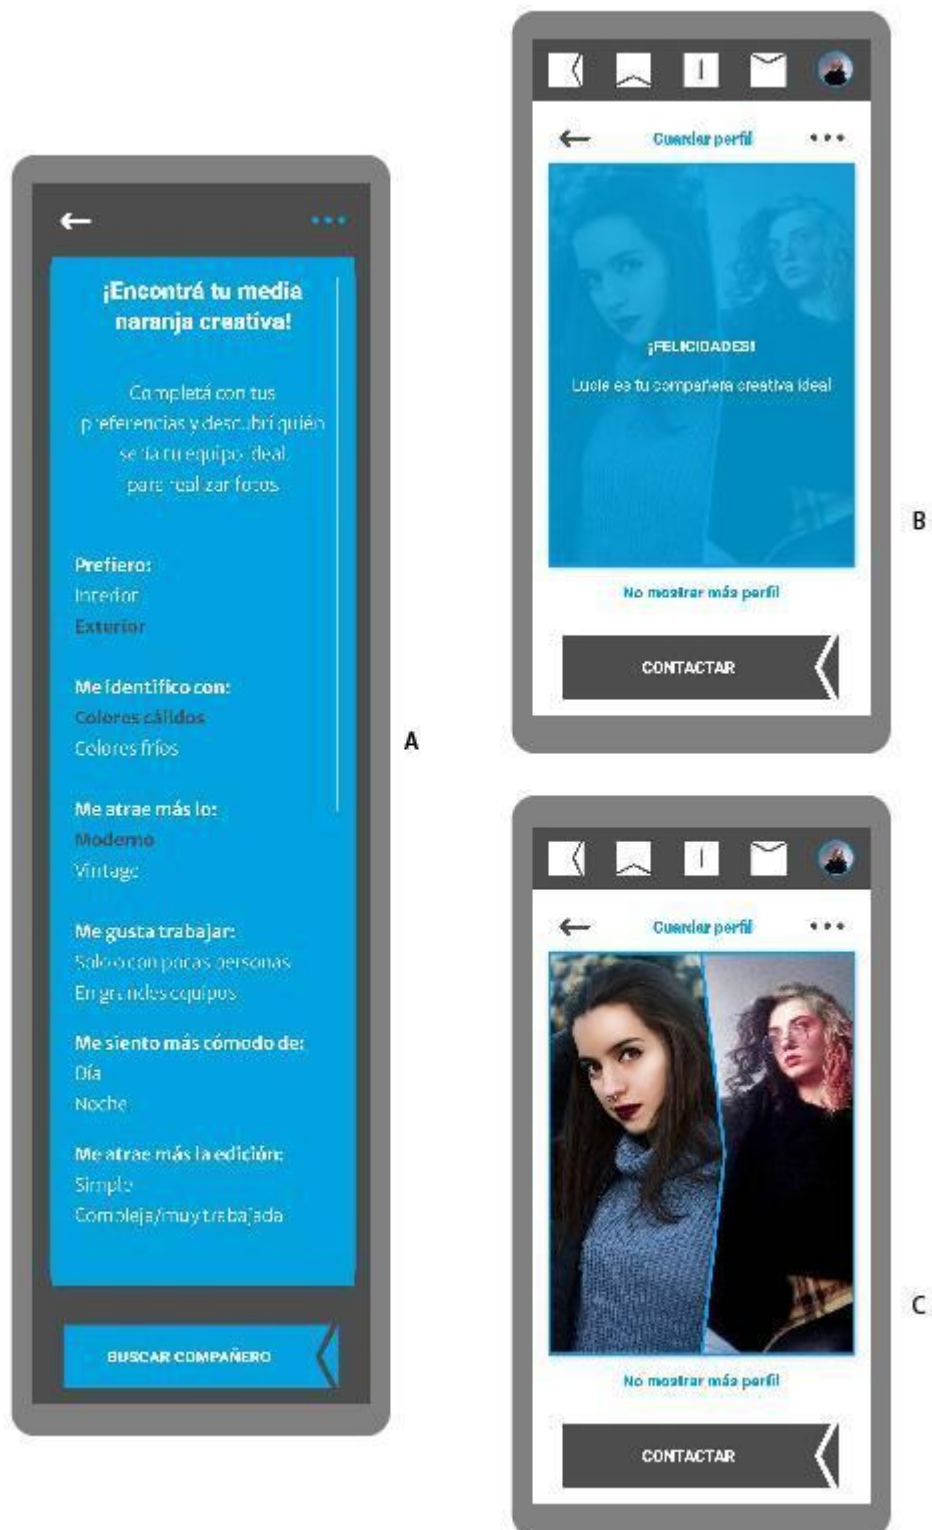 ¡Encontrá tu media
naranja creativa!
Completá con tus
preferencias y descubrí quién
sería tu equipo ideal
para realizar fotos
Prefiero:
Interior
Exterior
Me identifico con:
Colores cálidos
Colores fríos
Me atrae más lo:
Moderno
Vintage
Me gusta trabajar:
Solo o con pocas personas
En grandes equipos
Me siento más cómodo de:
Día
Noche
Me atrae más la edición:
Simple
Compleja/muy trabajada
BUSCAR COMPAÑERO
A
Guardar perfil
¡FELICIDADES!
Lucie es tu compañera creativa ideal
No mostrar más perfil
CONTACTAR
B
Guardar perfil
No mostrar más perfil
CONTACTAR
C